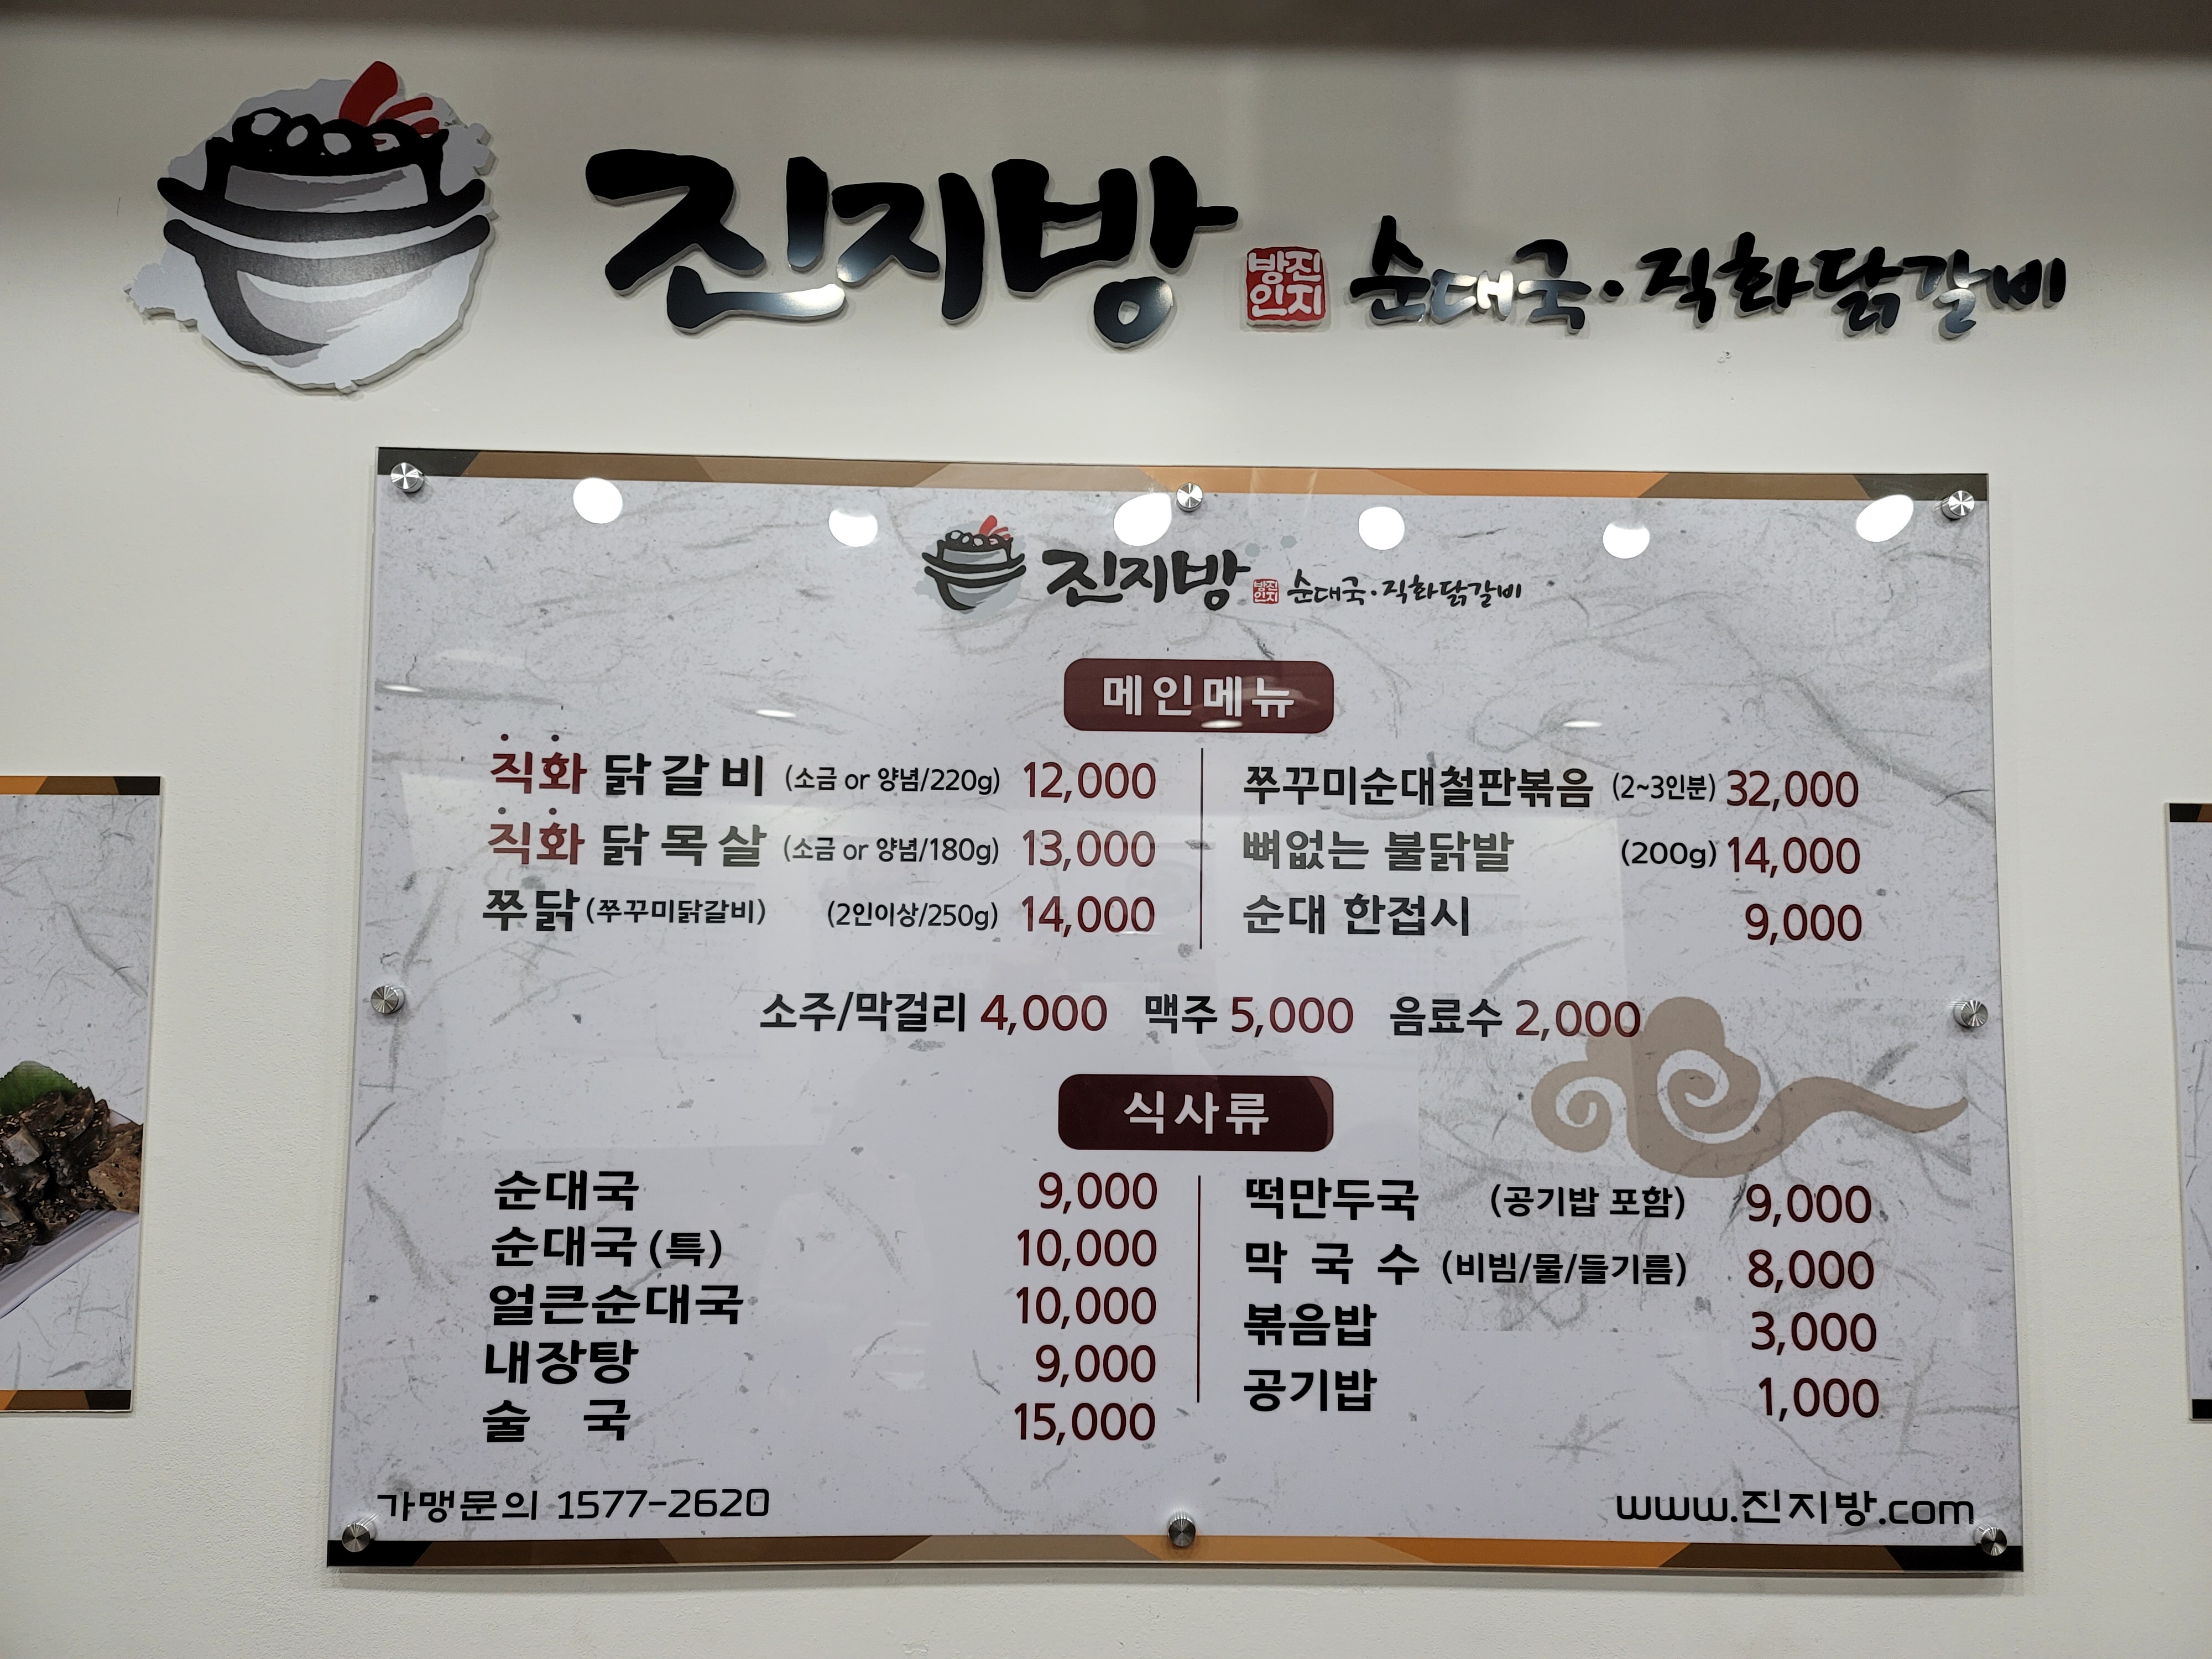 진지방 진지방인 순대국·직화닭갈비
진지방 진지방인 순대국·직화닭갈비
메인메뉴
직화 닭갈비 (소금 or 양념/220g) 12,000
직화 닭목살 (소금 or 양념/180g) 13,000
쭈닭(쭈꾸미닭갈비) (2인이상/250g) 14,000
쭈꾸미순대철판볶음 (2~3인분) 32,000
뼈없는 불닭발 (200g) 14,000
순대 한접시 9,000
소주/막걸리 4,000 맥주 5,000 음료수 2,000
식사류
순대국 9,000
순대국(특) 10,000
얼큰순대국 10,000
내장탕 9,000
술 국 15,000
떡만두국 (공기밥 포함) 9,000
막 국 수 (비빔/물/들기름) 8,000
볶음밥 3,000
공기밥 1,000
가맹문의 1577-2620
www.진지방.com